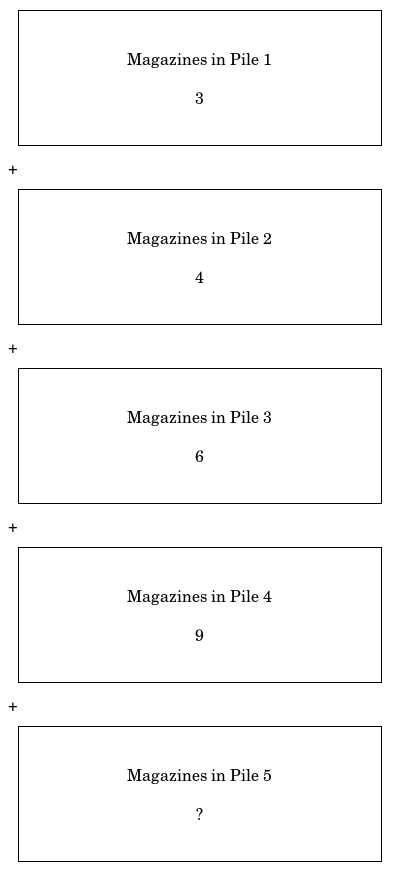 Magazines in Pile 1
3
+
Magazines in Pile 2
4
+
Magazines in Pile 3
6
+
Magazines in Pile 4
9
+
Magazines in Pile 5
?